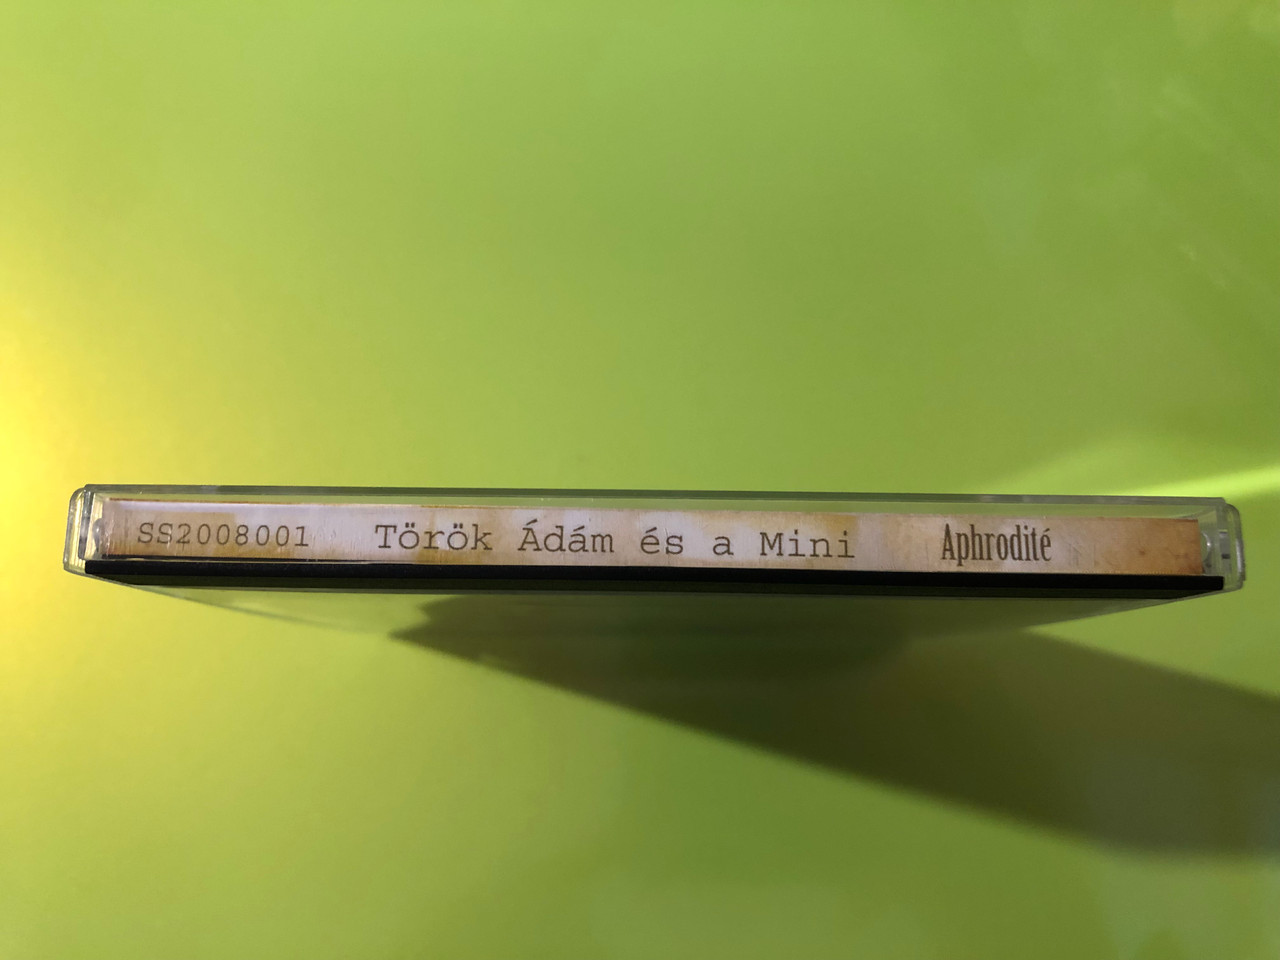 SS2008001 Török Ádám és a Mini Aphrodité